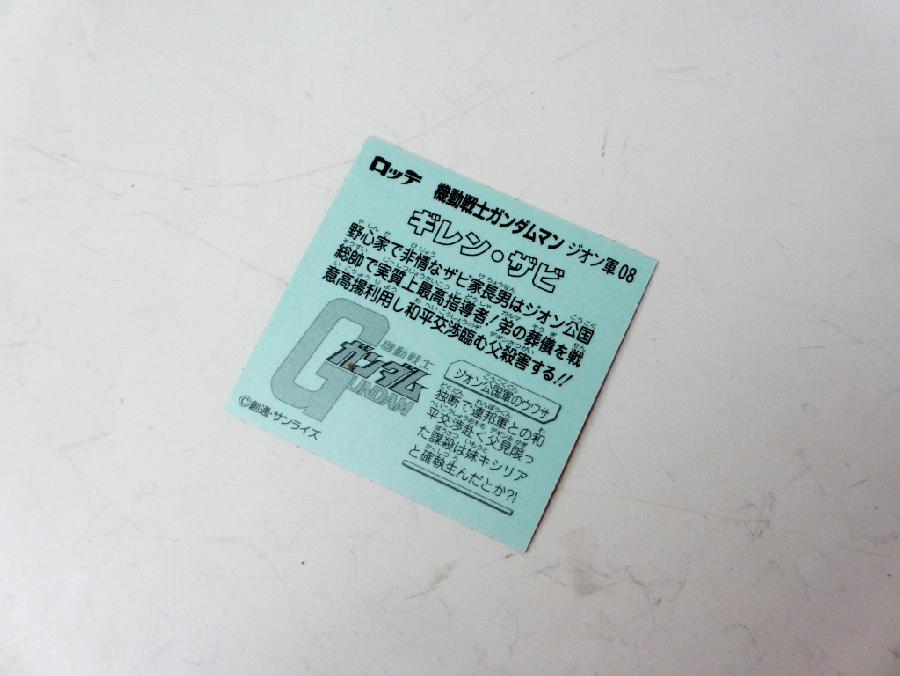 ロッテ 機動戦士ガンダムマン ジオン軍08
ギレン・ザビ
野心家で非情なザビ家長男はジオン公国
総帥で実質上最高指導者!弟の葬儀を戦
意高揚利用し和平交渉臨む父殺害する!!
機動戦士
ガンダム
GUNDAM
©創通・サンライズ
ジオン公国軍のウワサ
独断で連邦軍との和
平交渉赴く父見限っ
た謀殺は妹キシリア
と確執生んだとか?!